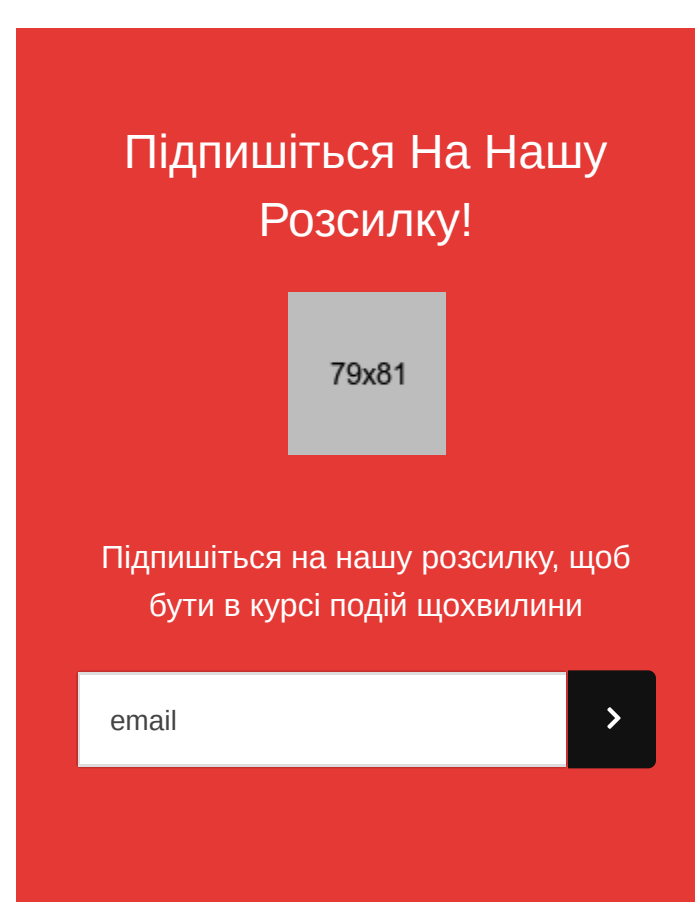 Підпишіться На Нашу
Розсилку!
79x81
Підпишіться на нашу розсилку, щоб
бути в курсі подій щохвилини
email